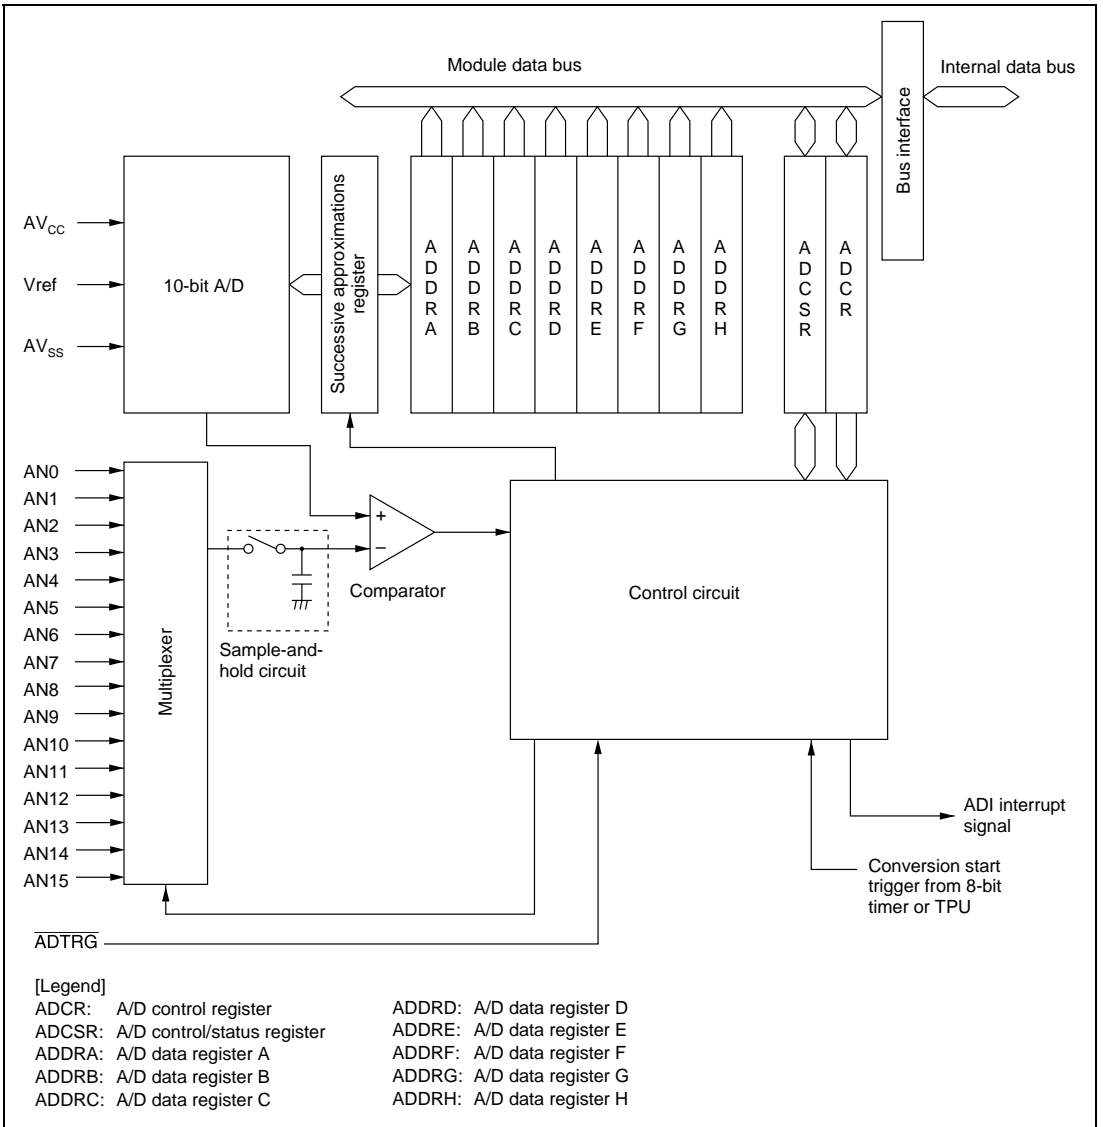 Module data bus
Internal data bus
Bus interface
AVCC
Vref
AVSS
10-bit A/D
Successive approximations
register
ADDRA
ADDRB
ADDRC
ADDRD
ADDRE
ADDRF
ADDRG
ADDRH
ADCSR
ADCR
AN0
AN1
AN2
AN3
AN4
AN5
AN6
AN7
AN8
AN9
AN10
AN11
AN12
AN13
AN14
AN15
Multiplexer
+
−
Comparator
Sample-and-
hold circuit
Control circuit
ADI interrupt
signal
Conversion start
trigger from 8-bit
timer or TPU
ADTRG
[Legend]
ADCR: A/D control register
ADCSR: A/D control/status register
ADDRA: A/D data register A
ADDRB: A/D data register B
ADDRC: A/D data register C
ADDRD: A/D data register D
ADDRE: A/D data register E
ADDRF: A/D data register F
ADDRG: A/D data register G
ADDRH: A/D data register H